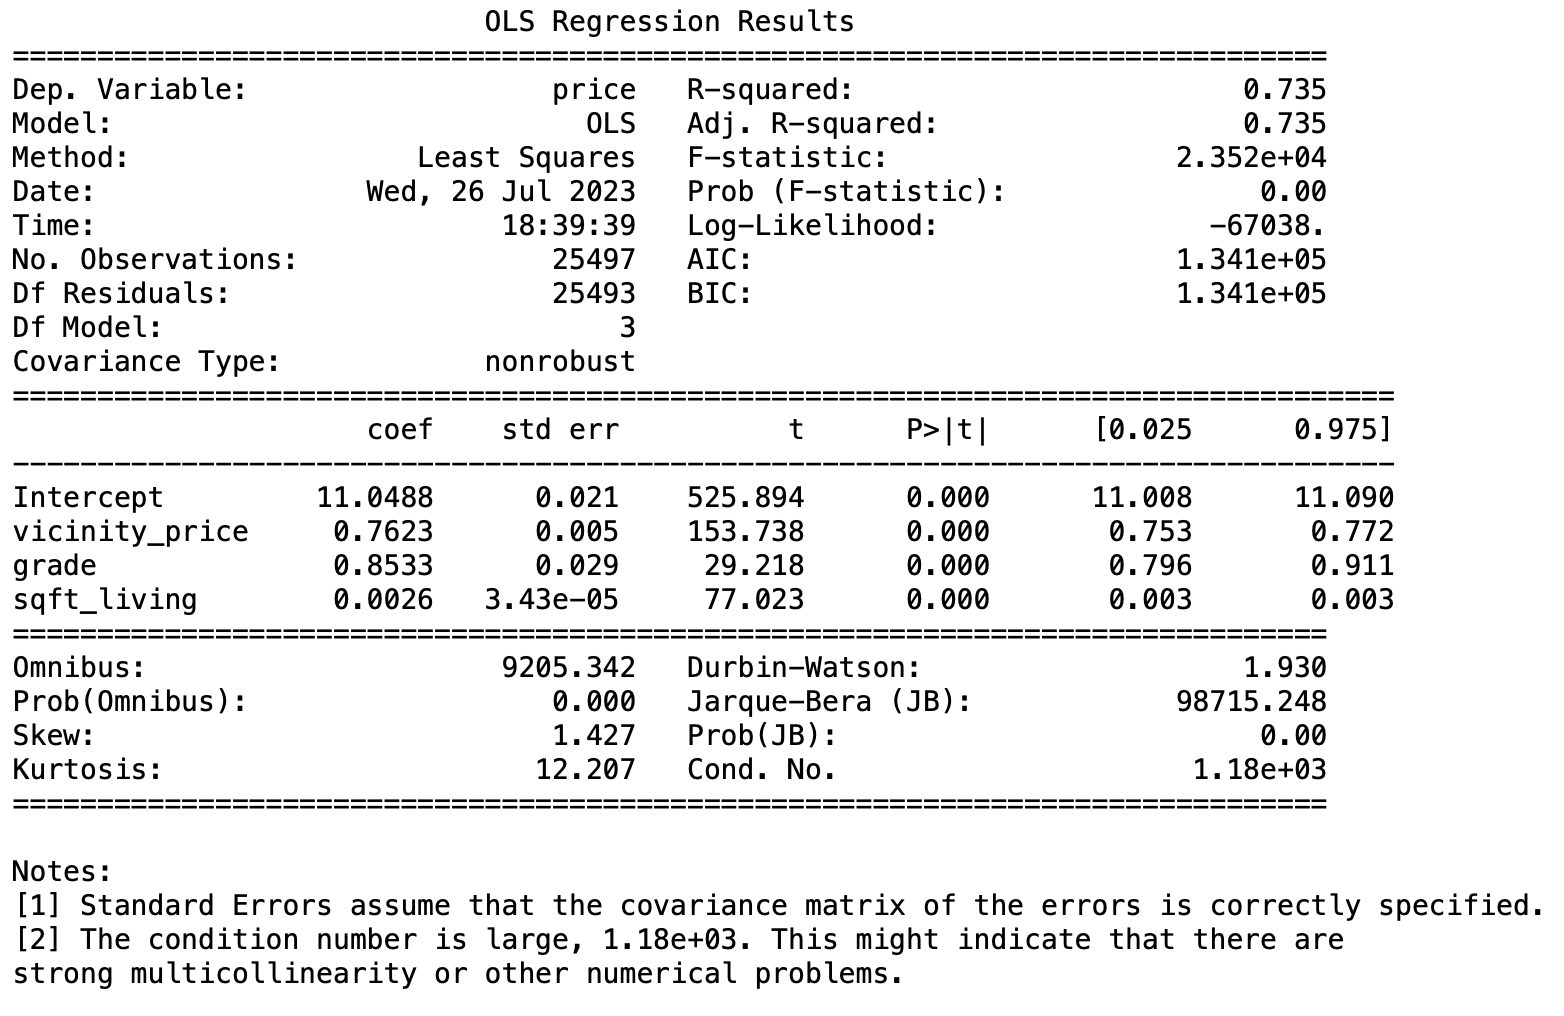 OLS Regression Results
==============================================================================
Dep. Variable:                  price   R-squared:                       0.735
Model:                            OLS   Adj. R-squared:                  0.735
Method:                 Least Squares   F-statistic:                 2.352e+04
Date:                Wed, 26 Jul 2023   Prob (F-statistic):               0.00
Time:                        18:39:39   Log-Likelihood:                -67038.
No. Observations:               25497   AIC:                         1.341e+05
Df Residuals:                   25493   BIC:                         1.341e+05
Df Model:                           3
Covariance Type:            nonrobust
==================================================================================
                     coef    std err          t      P>|t|      [0.025      0.975]
----------------------------------------------------------------------------------
Intercept         11.0488      0.021    525.894      0.000      11.008      11.090
vicinity_price     0.7623      0.005    153.738      0.000       0.753       0.772
grade              0.8533      0.029     29.218      0.000       0.796       0.911
sqft_living        0.0026   3.43e-05     77.023      0.000       0.003       0.003
==============================================================================
Omnibus:                     9205.342   Durbin-Watson:                   1.930
Prob(Omnibus):                  0.000   Jarque-Bera (JB):            98715.248
Skew:                           1.427   Prob(JB):                         0.00
Kurtosis:                      12.207   Cond. No.                     1.18e+03
==============================================================================
Notes:
[1] Standard Errors assume that the covariance matrix of the errors is correctly specified.
[2] The condition number is large, 1.18e+03. This might indicate that there are
strong multicollinearity or other numerical problems.